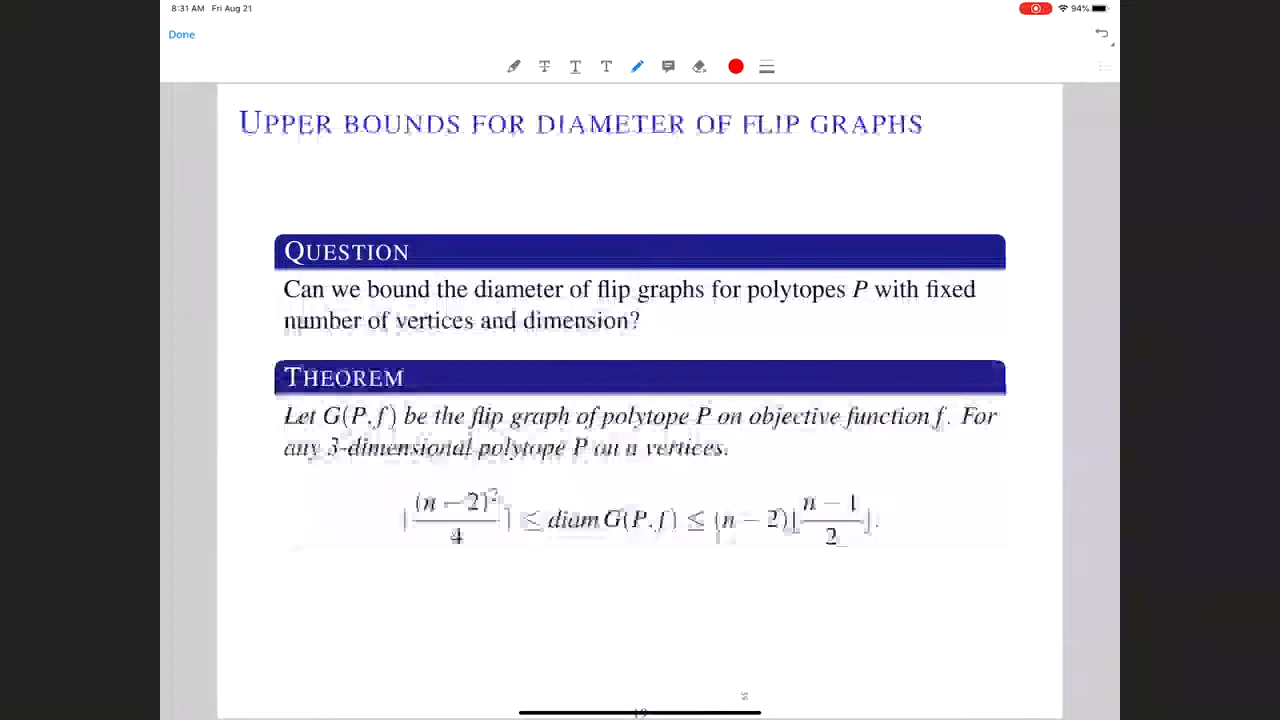 8:31 AM Fri Aug 21
94%
Done
T T T
UPPER BOUNDS FOR DIAMETER OF FLIP GRAPHS
QUESTION
Can we bound the diameter of flip graphs for polytopes P with fixed
number of vertices and dimension?
THEOREM
Let G(P, f) be the flip graph of polytope P on objective function f. For
any 3-dimensional polytope P on n vertices.
⌈(n − 2)²/4⌉ ≤ diam G(P, f) ≤ (n − 2)⌊(n − 1)/2⌋.
19